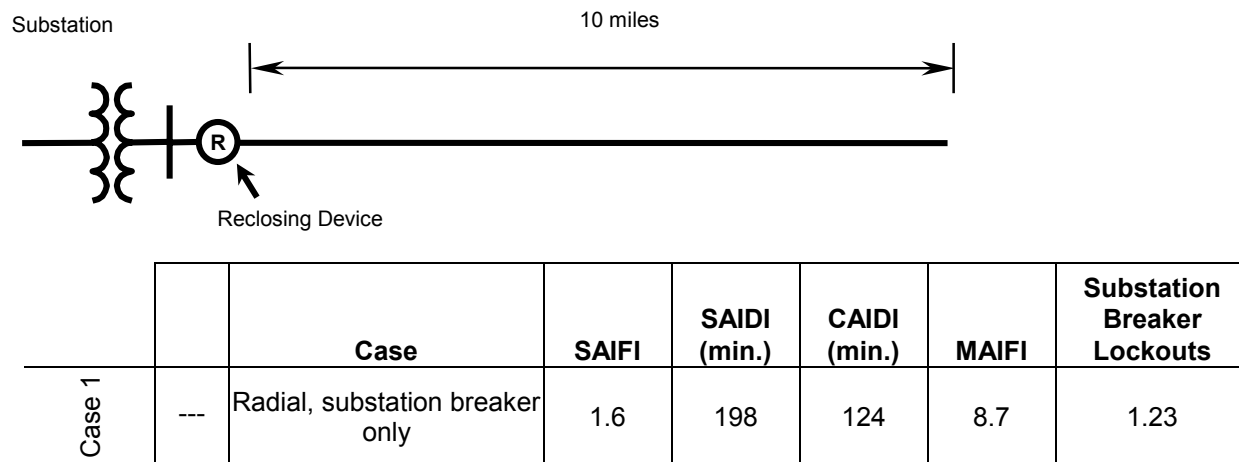 Substation
10 miles
R
Reclosing Device
Case
SAIFI
SAIDI
(min.)
CAIDI
(min.)
MAIFI
Substation
Breaker
Lockouts
Case 1
---
Radial, substation breaker
only
1.6
198
124
8.7
1.23